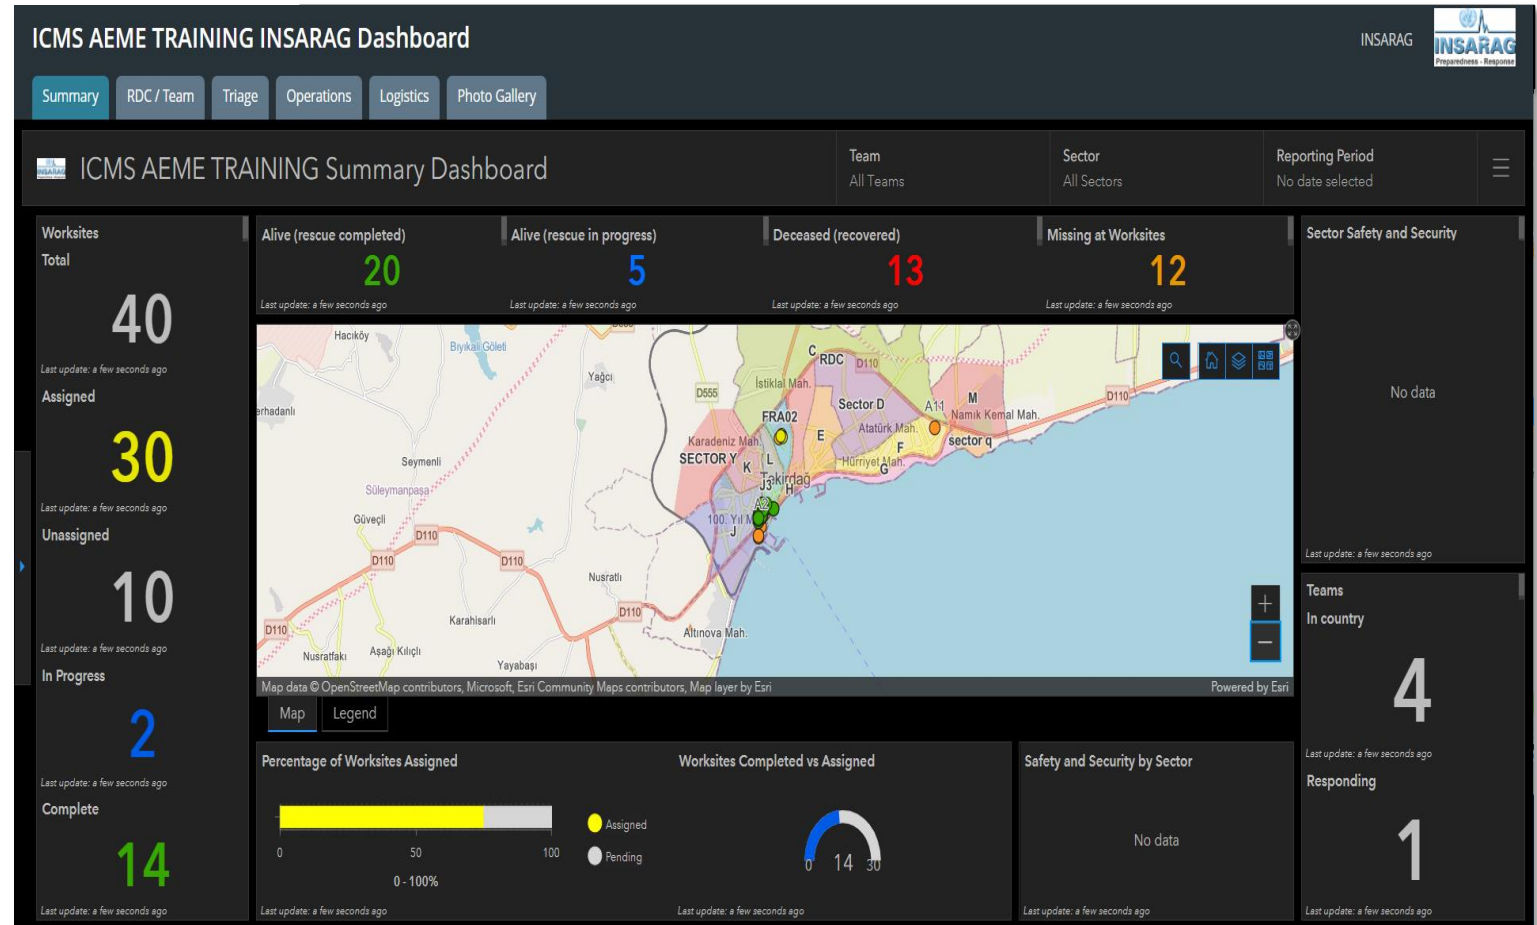 ICMS AEME TRAINING INSARAG Dashboard
INSARAG
INSARAG
Preparedness - Response
Summary
RDC / Team
Triage
Operations
Logistics
Photo Gallery
ICMS AEME TRAINING Summary Dashboard
Team
All Teams
Sector
All Sectors
Reporting Period
No date selected
Worksites
Total
40
Last update: a few seconds ago
Assigned
30
Last update: a few seconds ago
Unassigned
10
Last update: a few seconds ago
In Progress
2
Last update: a few seconds ago
Complete
14
Last update: a few seconds ago
Alive (rescue completed)
20
Last update: a few seconds ago
Alive (rescue in progress)
5
Last update: a few seconds ago
Deceased (recovered)
13
Last update: a few seconds ago
Missing at Worksites
12
Last update: a few seconds ago
Hacıköy
Bıyıkali Göleti
Yağcı
erhadanlı
Seymenli
Süleymanpaşa
Güveçli
D110
D110
D110
D110
D110
Nusratlı
Karahisarlı
Nusratfakı
Aşağı Kılıçlı
Yayabaşı
Altınova Mah.
D555
C
RDC
D110
İstiklal Mah.
FRA02
Sector D
A11
M
Namık Kemal Mah.
D110
Karadeniz Mah.
E
Atatürk Mah.
sector q
SECTOR Y
K
L
F
Hürriyet Mah.
G
Tekirdağ
J3
H
A2
100. Yıl M
J
Map data © OpenStreetMap contributors, Microsoft, Esri Community Maps contributors, Map layer by Esri
Powered by Esri
Map
Legend
Percentage of Worksites Assigned
Assigned
Pending
0
50
100
0 - 100%
Last update: a few seconds ago
Worksites Completed vs Assigned
0
14
30
Last update: a few seconds ago
Safety and Security by Sector
No data
Last update: a few seconds ago
Sector Safety and Security
No data
Last update: a few seconds ago
Teams
In country
4
Last update: a few seconds ago
Responding
1
Last update: a few seconds ago